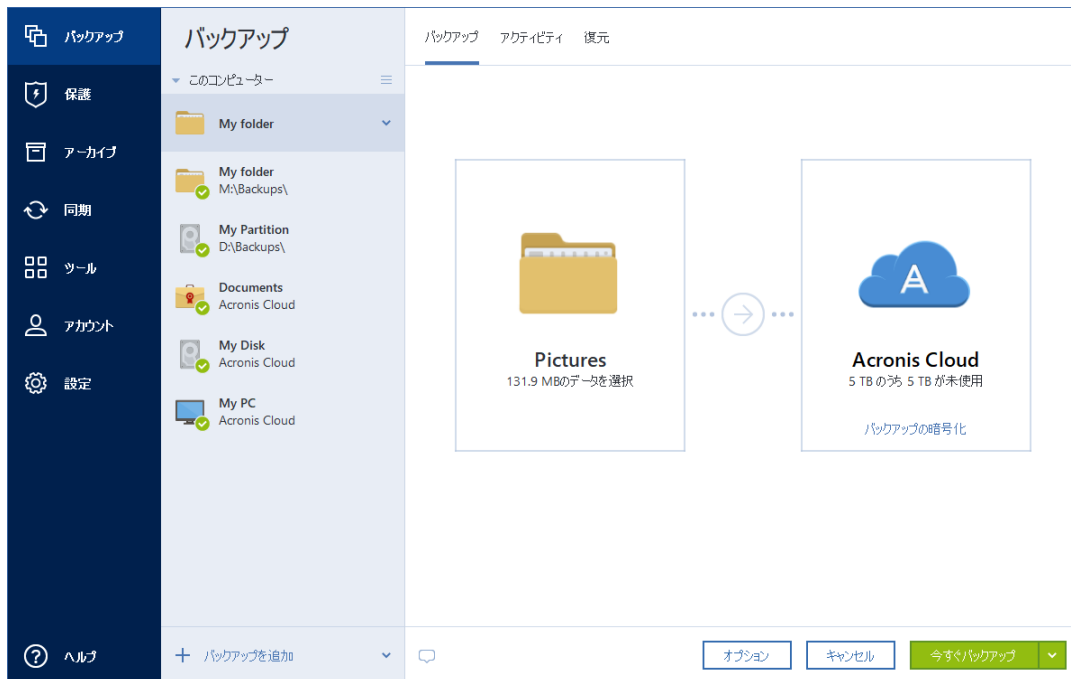 バックアップ
保護
アーカイブ
同期
ツール
アカウント
設定
ヘルプ
バックアップ
このコンピューター
My folder
My folder
M:\Backups\
My Partition
D:\Backups\
Documents
Acronis Cloud
My Disk
Acronis Cloud
My PC
Acronis Cloud
バックアップを追加
バックアップ アクティビティ 復元
Pictures
131.9 MBのデータを選択
Acronis Cloud
5 TB のうち 5 TB が未使用
バックアップの暗号化
オプション キャンセル 今すぐバックアップ